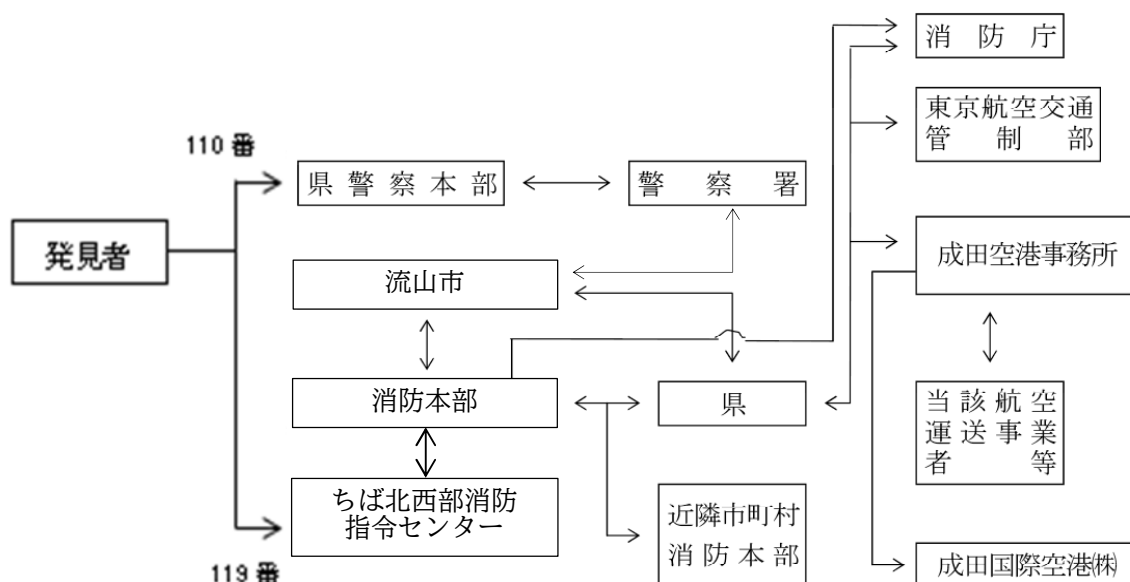 消防庁
東京航空交通
管制部
110番
県警察本部
警察署
発見者
流山市
成田空港事務所
消防本部
県
当該航空
運送事業
者等
ちば北西部消防
指令センター
近隣市町村
消防本部
119番
成田国際空港㈱